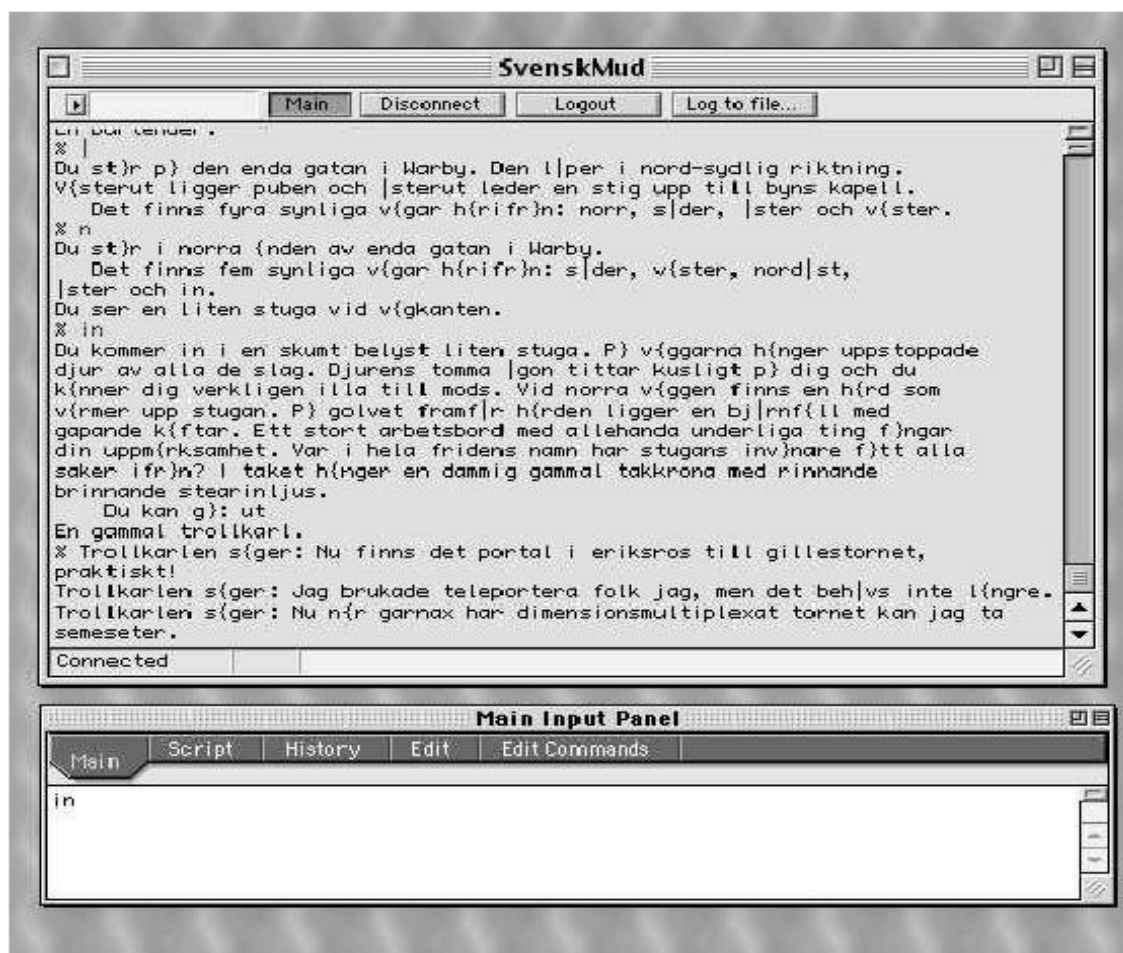 SvenskMud
Main Disconnect Logout Log to file...
En bartender.
% |
Du st}r p} den enda gatan i Warby. Den l|per i nord-sydlig riktning.
V{sterut ligger puben och |sterut leder en stig upp till byns kapell.
Det finns fyra synliga v{gar h{rifr}n: norr, s|der, |ster och v{ster.
% n
Du st}r i norra {nden av enda gatan i Warby.
Det finns fem synliga v{gar h{rifr}n: s|der, v{ster, nord|st,
|ster och in.
Du ser en liten stuga vid v{gkanten.
% in
Du kommer in i en skumt belyst liten stuga. P} v{ggarna h{nger uppstoppade
djur av alla de slag. Djurens tomma |gon tittar kusligt p} dig och du
k{nner dig verkligen illa till mods. Vid norra v{ggen finns en h{rd som
v{rmer upp stugan. P} golvet framf|r h{rden ligger en bj|rnf{ll med
gapande k{ftar. Ett stort arbetsbord med allehanda underliga ting f}ngar
din uppm{rksamhet. Var i hela fridens namn har stugans inv}nare f}tt alla
saker ifr}n? I taket h{nger en dammig gammal takkrona med rinnande
brinnande stearinljus.
Du kan g}: ut
En gammal trollkarl.
% Trollkarlen s{ger: Nu finns det portal i eriksros till gillestornet,
praktiskt!
Trollkarlen s{ger: Jag brukade teleportera folk jag, men det beh|vs inte l{ngre.
Trollkarlen s{ger: Nu n{r garnax har dimensionsmultiplexat tornet kan jag ta
semeseter.
Connected
Main Input Panel
Main Script History Edit Edit Commands
in